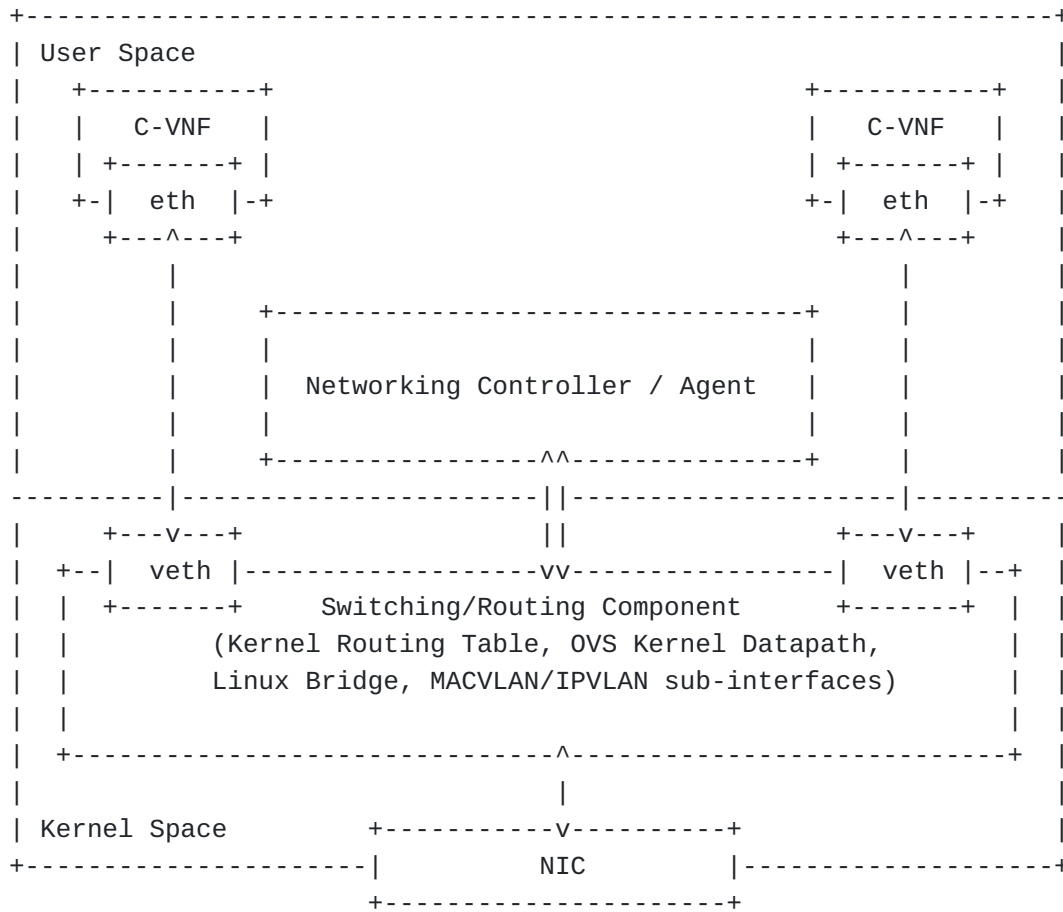 User Space
C-VNF C-VNF
eth eth
Networking Controller / Agent
veth veth
Switching/Routing Component
(Kernel Routing Table, OVS Kernel Datapath,
Linux Bridge, MACVLAN/IPVLAN sub-interfaces)
Kernel Space
NIC